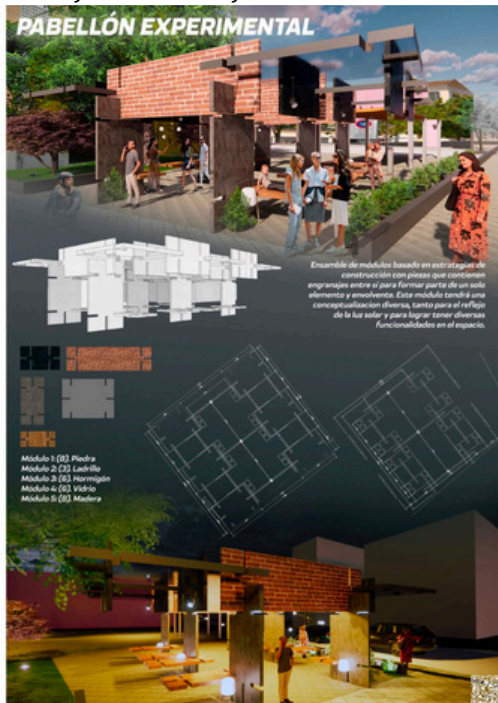 PABELLÓN EXPERIMENTAL
Ensamble de módulos basado en estrategias de
construcción con piezas que contienen
engranajes entre sí para formar parte de un solo
elemento y envolvente. Este módulo tendrá una
conceptualizacion diversa, tanto para el reflejo
de la luz solar y para lograr tener diversas
funcionalidades en el espacio.
Módulo 1: (8). Piedra
Módulo 2: (3). Ladrillo
Módulo 3: (6). Hormigón
Módulo 4: (6). Vidrio
Módulo 5: (8). Madera